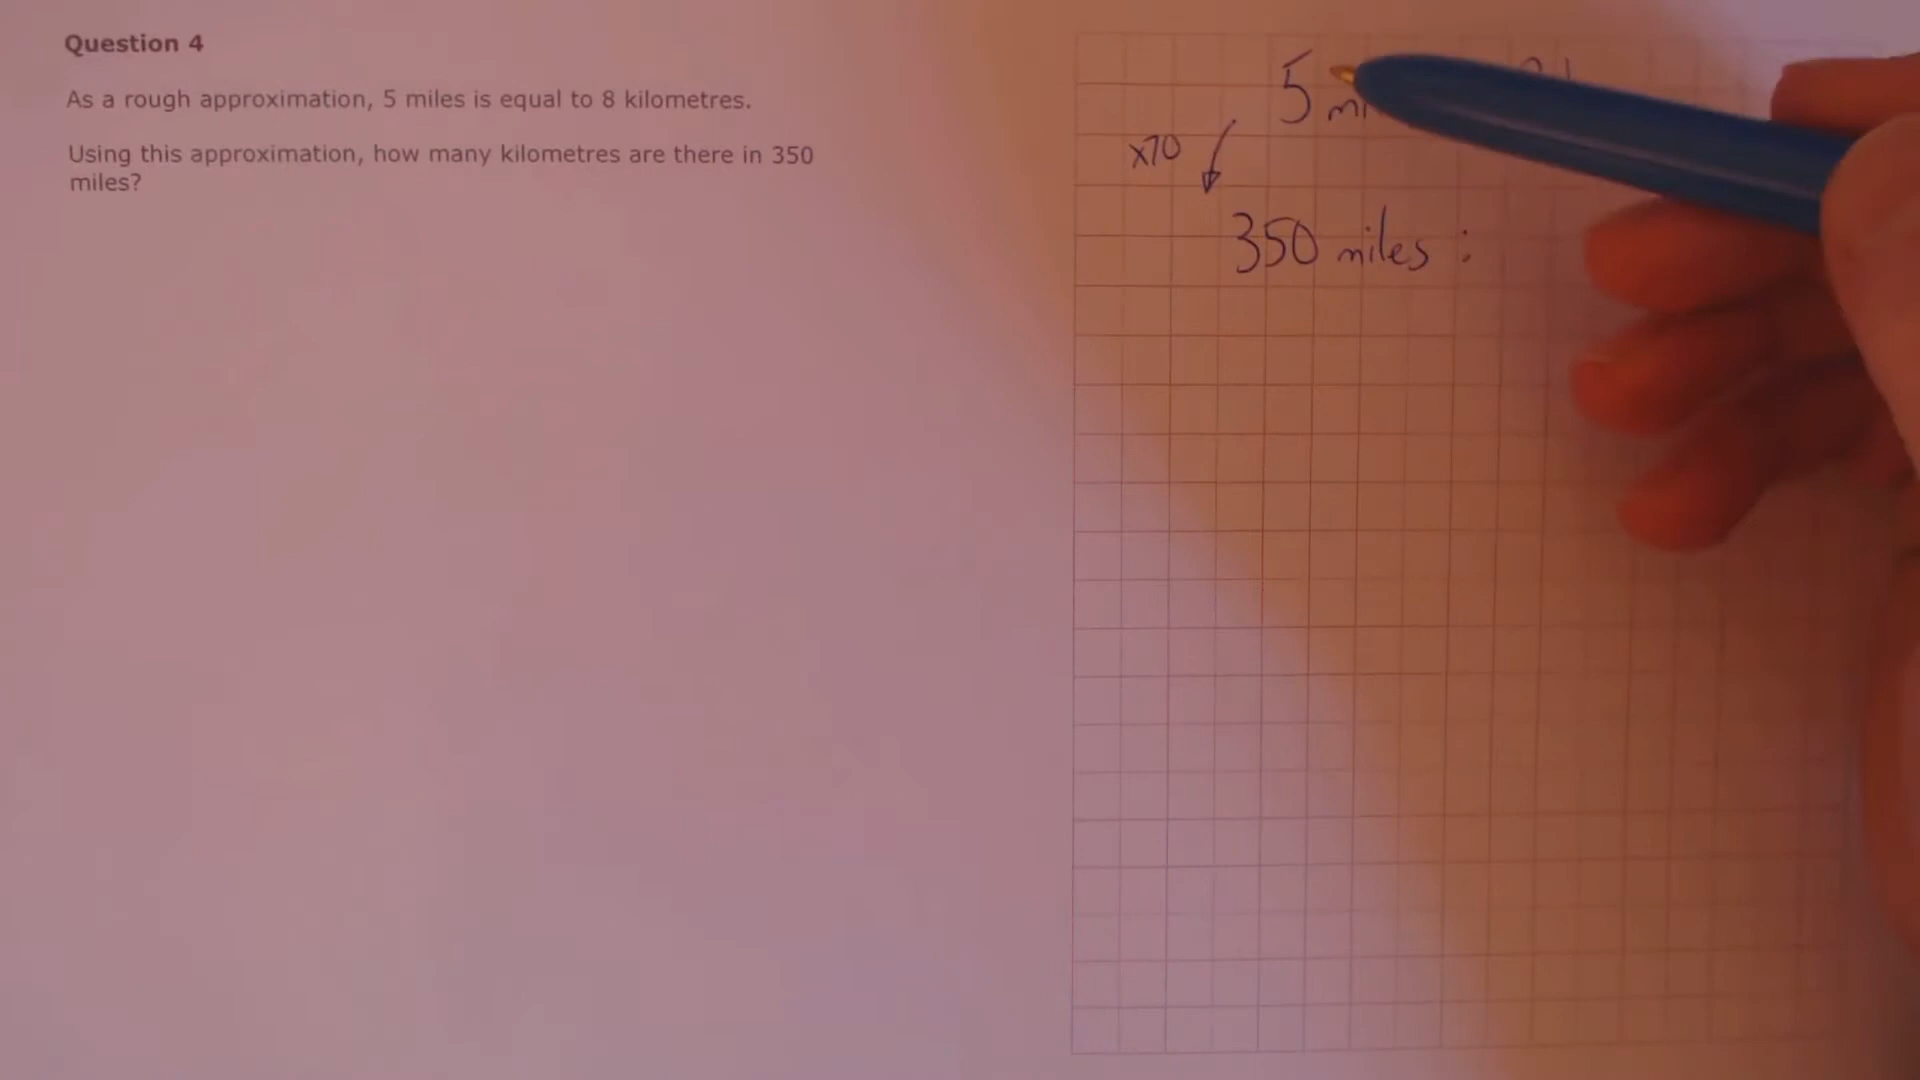 Question 4
As a rough approximation, 5 miles is equal to 8 kilometres.
Using this approximation, how many kilometres are there in 350
miles?
5
x70
350 miles :